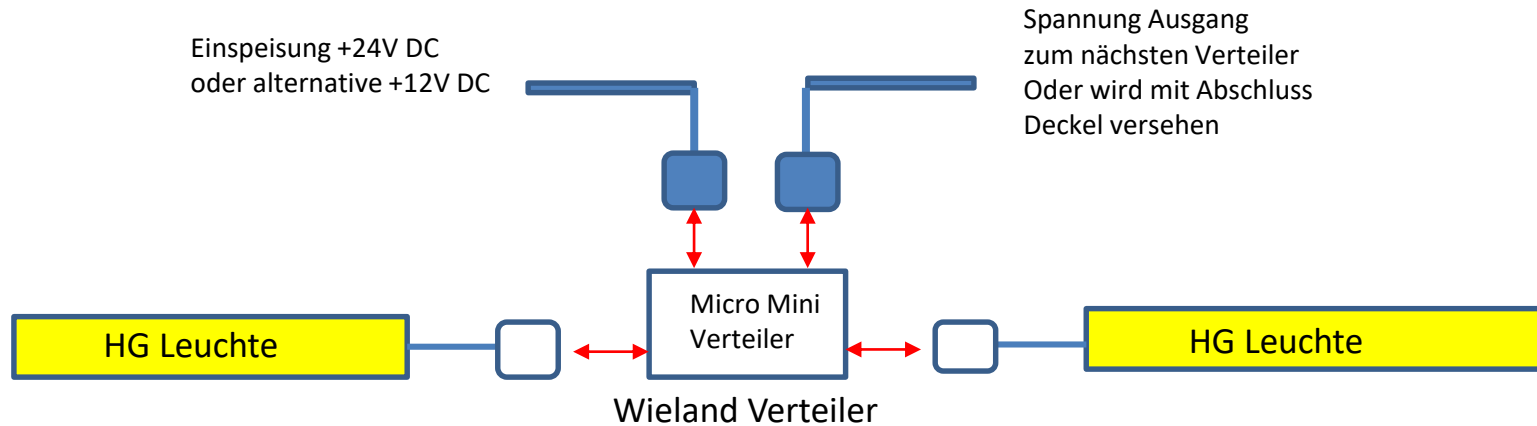 Einspeisung +24V DC
oder alternative +12V DC
Spannung Ausgang
zum nächsten Verteiler
Oder wird mit Abschluss
Deckel versehen
HG Leuchte
Micro Mini
Verteiler
HG Leuchte
Wieland Verteiler